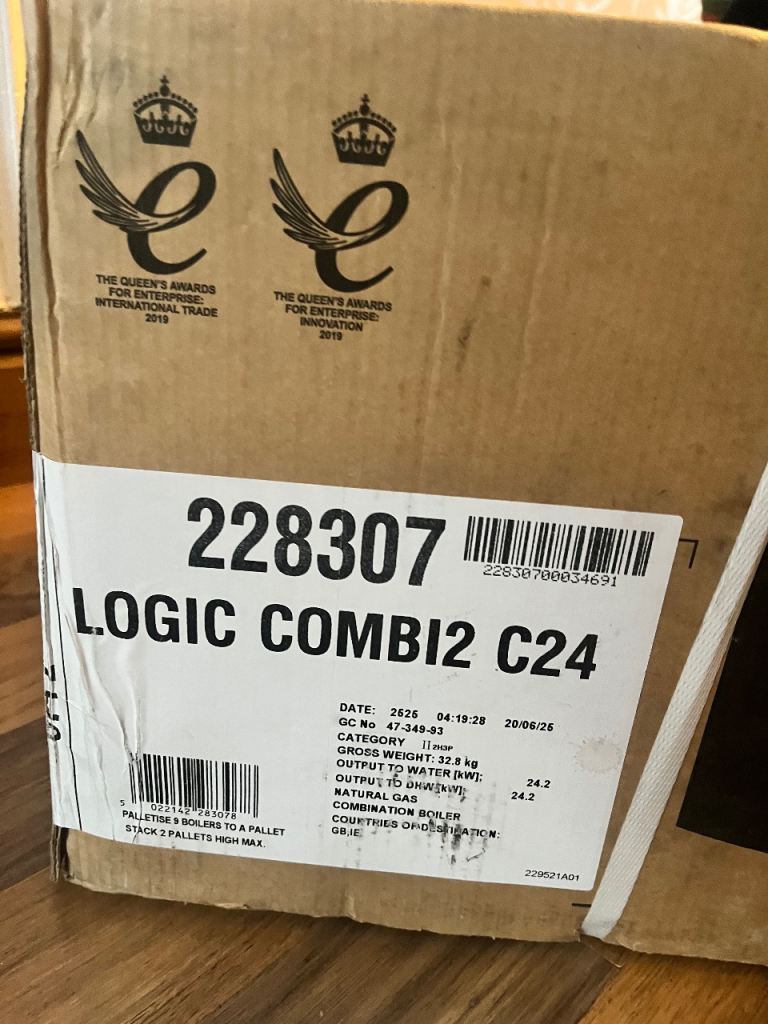 THE QUEEN'S AWARDS
FOR ENTERPRISE:
INTERNATIONAL TRADE
2019
THE QUEEN'S AWARDS
FOR ENTERPRISE:
INNOVATION
2019
228307
22830700034691
LOGIC COMBI2 C24
DATE: 2525 04:19:28 20/06/25
GC No 47-349-93
CATEGORY II2H3P
GROSS WEIGHT: 32.8 kg
OUTPUT TO WATER [kW]: 24.2
OUTPUT TO DHW [kW]: 24.2
NATURAL GAS
COMBINATION BOILER
COUNTRIES OF DESTINATION:
GB,IE
5 022142 283078
PALLETISE 9 BOILERS TO A PALLET
STACK 2 PALLETS HIGH MAX.
229521A01